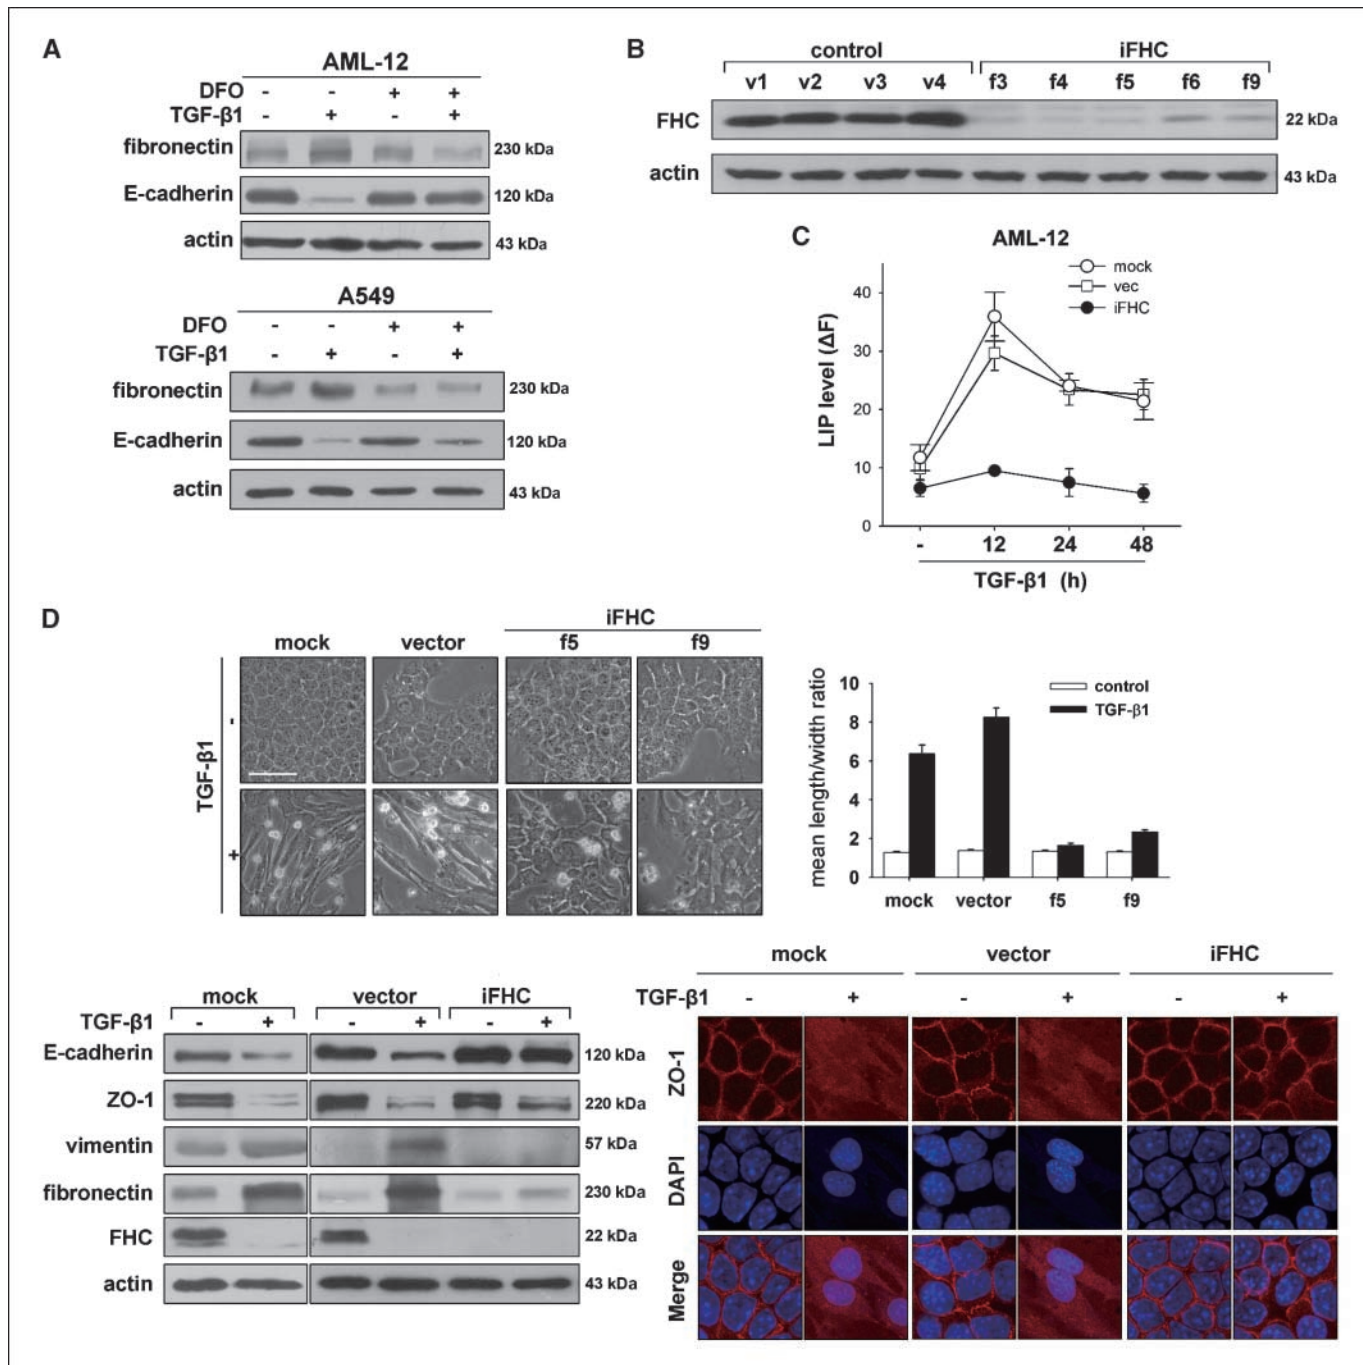 A
AML-12
DFO - - + +
TGF-β1 - + - +
fibronectin 230 kDa
E-cadherin 120 kDa
actin 43 kDa
A549
DFO - - + +
TGF-β1 - + - +
fibronectin 230 kDa
E-cadherin 120 kDa
actin 43 kDa
B
control iFHC
v1 v2 v3 v4 f3 f4 f5 f6 f9
FHC 22 kDa
actin 43 kDa
C
AML-12
mock
vec
iFHC
LIP level (ΔF)
40
30
20
10
0
- 12 24 48
TGF-β1 (h)
D
iFHC
mock vector f5 f9
TGF-β1
-
+
mean length/width ratio
10
8
6
4
2
0
control
TGF-β1
mock vector f5 f9
mock vector iFHC
TGF-β1 - + - + - +
E-cadherin 120 kDa
ZO-1 220 kDa
vimentin 57 kDa
fibronectin 230 kDa
FHC 22 kDa
actin 43 kDa
mock vector iFHC
TGF-β1 - + - + - +
ZO-1
DAPI
Merge